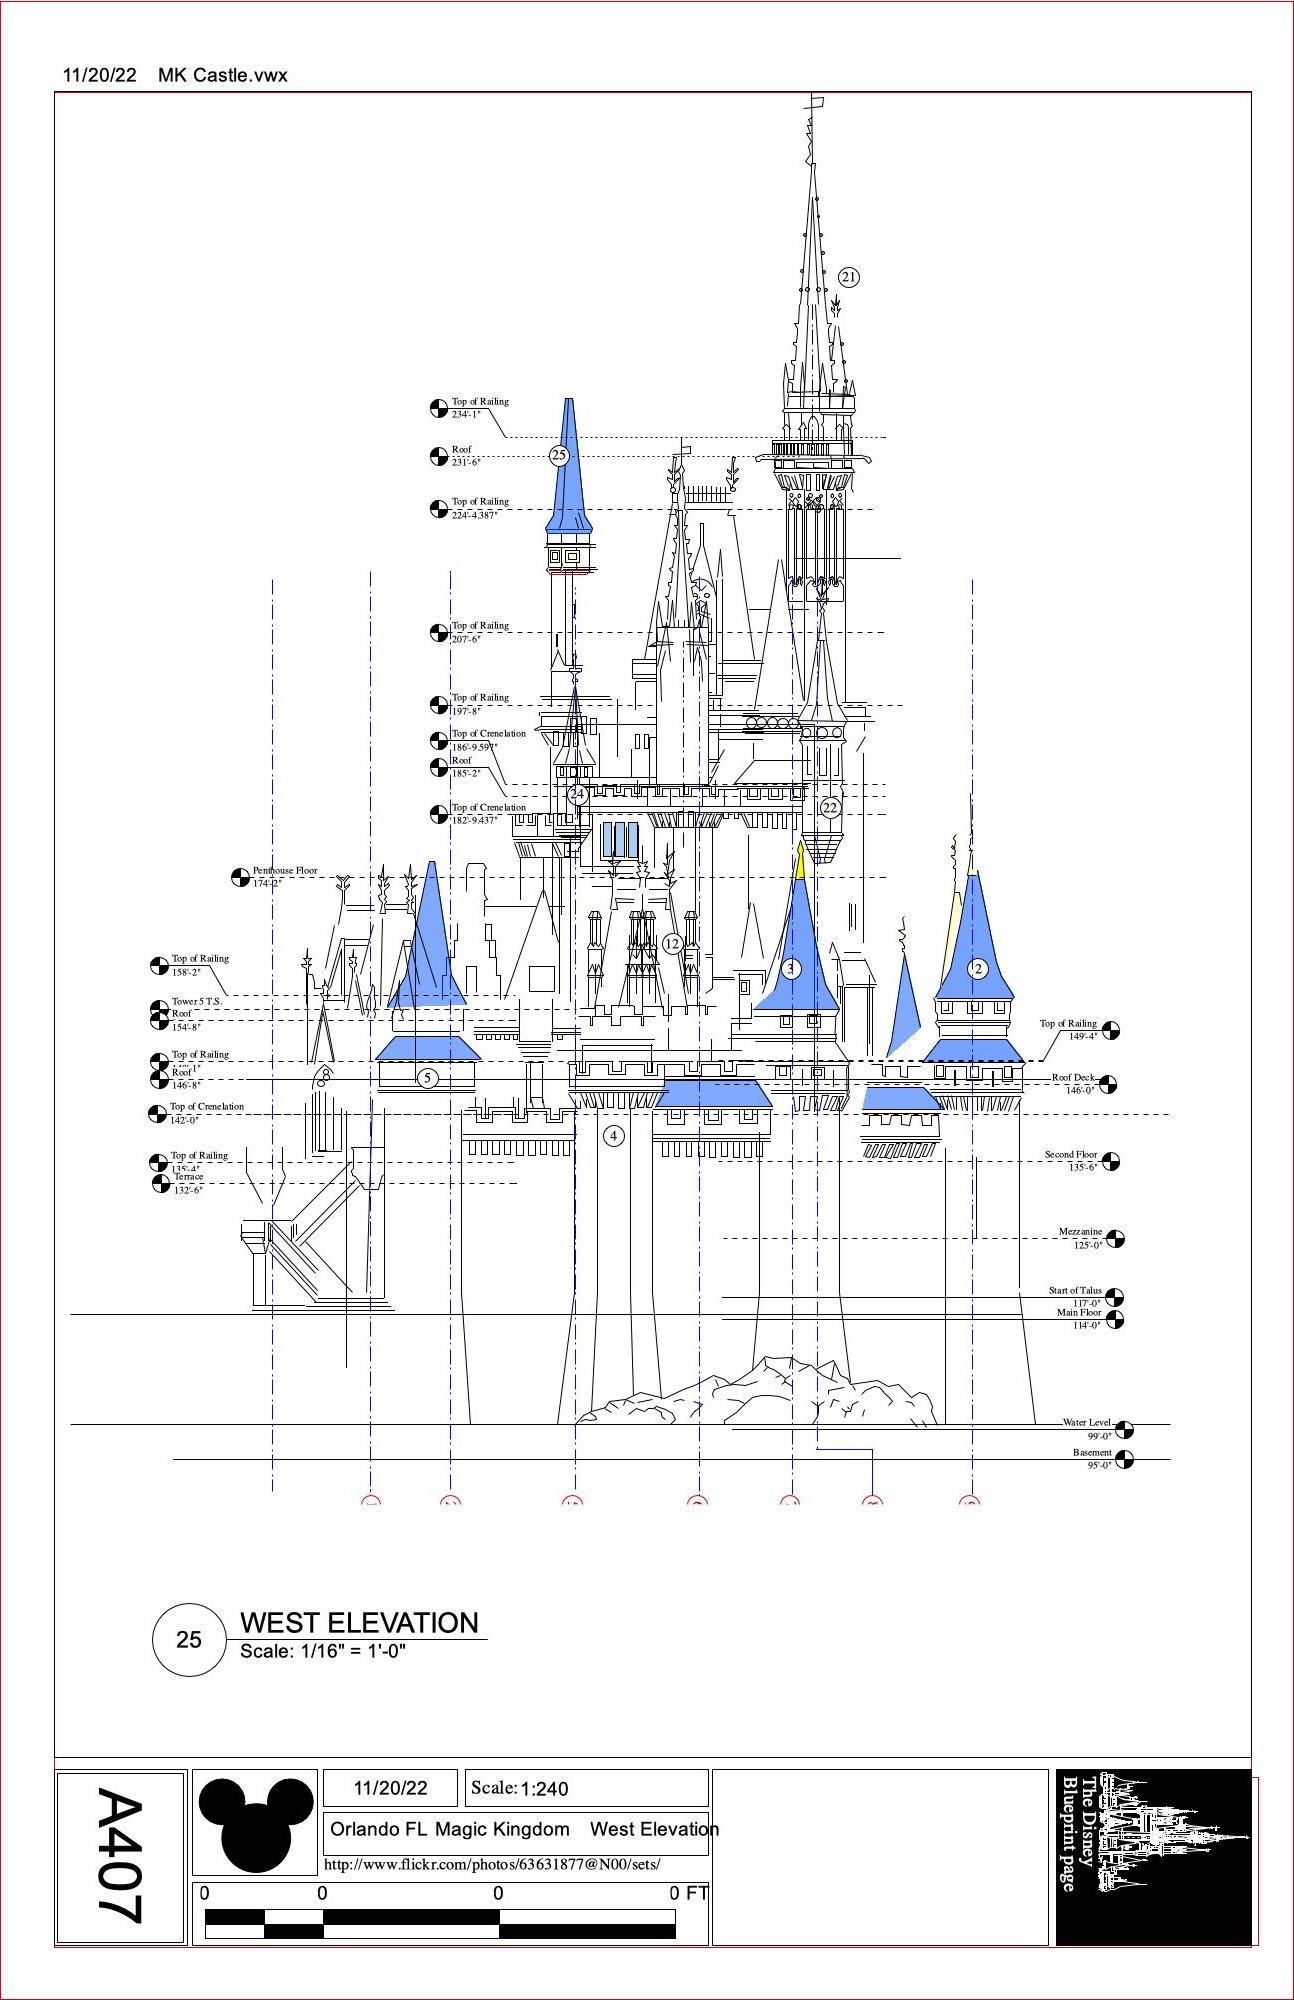 11/20/22 MK Castle.vwx
21
Top of Railing
234'-1"
Roof
231'-6"
25
Top of Railing
224'-4.387"
Top of Railing
207'-6"
Top of Railing
197'-8"
Top of Crenelation
186'-9.597"
Roof
185'-2"
24
22
Top of Crenelation
182'-9.437"
Penthouse Floor
174'-2"
12
3
2
Top of Railing
158'-2"
Tower 5 T.S.
Roof
154'-8"
Top of Railing
149'-4"
Top of Railing
Roof
146'-8"
5
Roof Deck
146'-0"
Top of Crenelation
142'-0"
4
Top of Railing
135'-4"
Terrace
132'-6"
Second Floor
135'-6"
Mezzanine
125'-0"
Start of Talus
117'-0"
Main Floor
114'-0"
Water Level
99'-0"
Basement
95'-0"
25
WEST ELEVATION
Scale: 1/16" = 1'-0"
A407
11/20/22
Scale: 1:240
Orlando FL Magic Kingdom West Elevation
http://www.flickr.com/photos/63631877@N00/sets/
0 0 0 0 FT
The Disney
Blueprint page